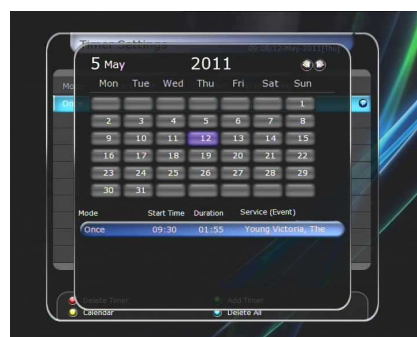 Timer Settings
5 May 2011
Mon Tue Wed Thu Fri Sat Sun
1
2 3 4 5 6 7 8
9 10 11 12 13 14 15
16 17 18 19 20 21 22
23 24 25 26 27 28 29
30 31
Mode Start Time Duration Service (Event)
Once 09:30 01:55 Young Victoria, The
Delete Timer Add Timer
Calendar Delete All